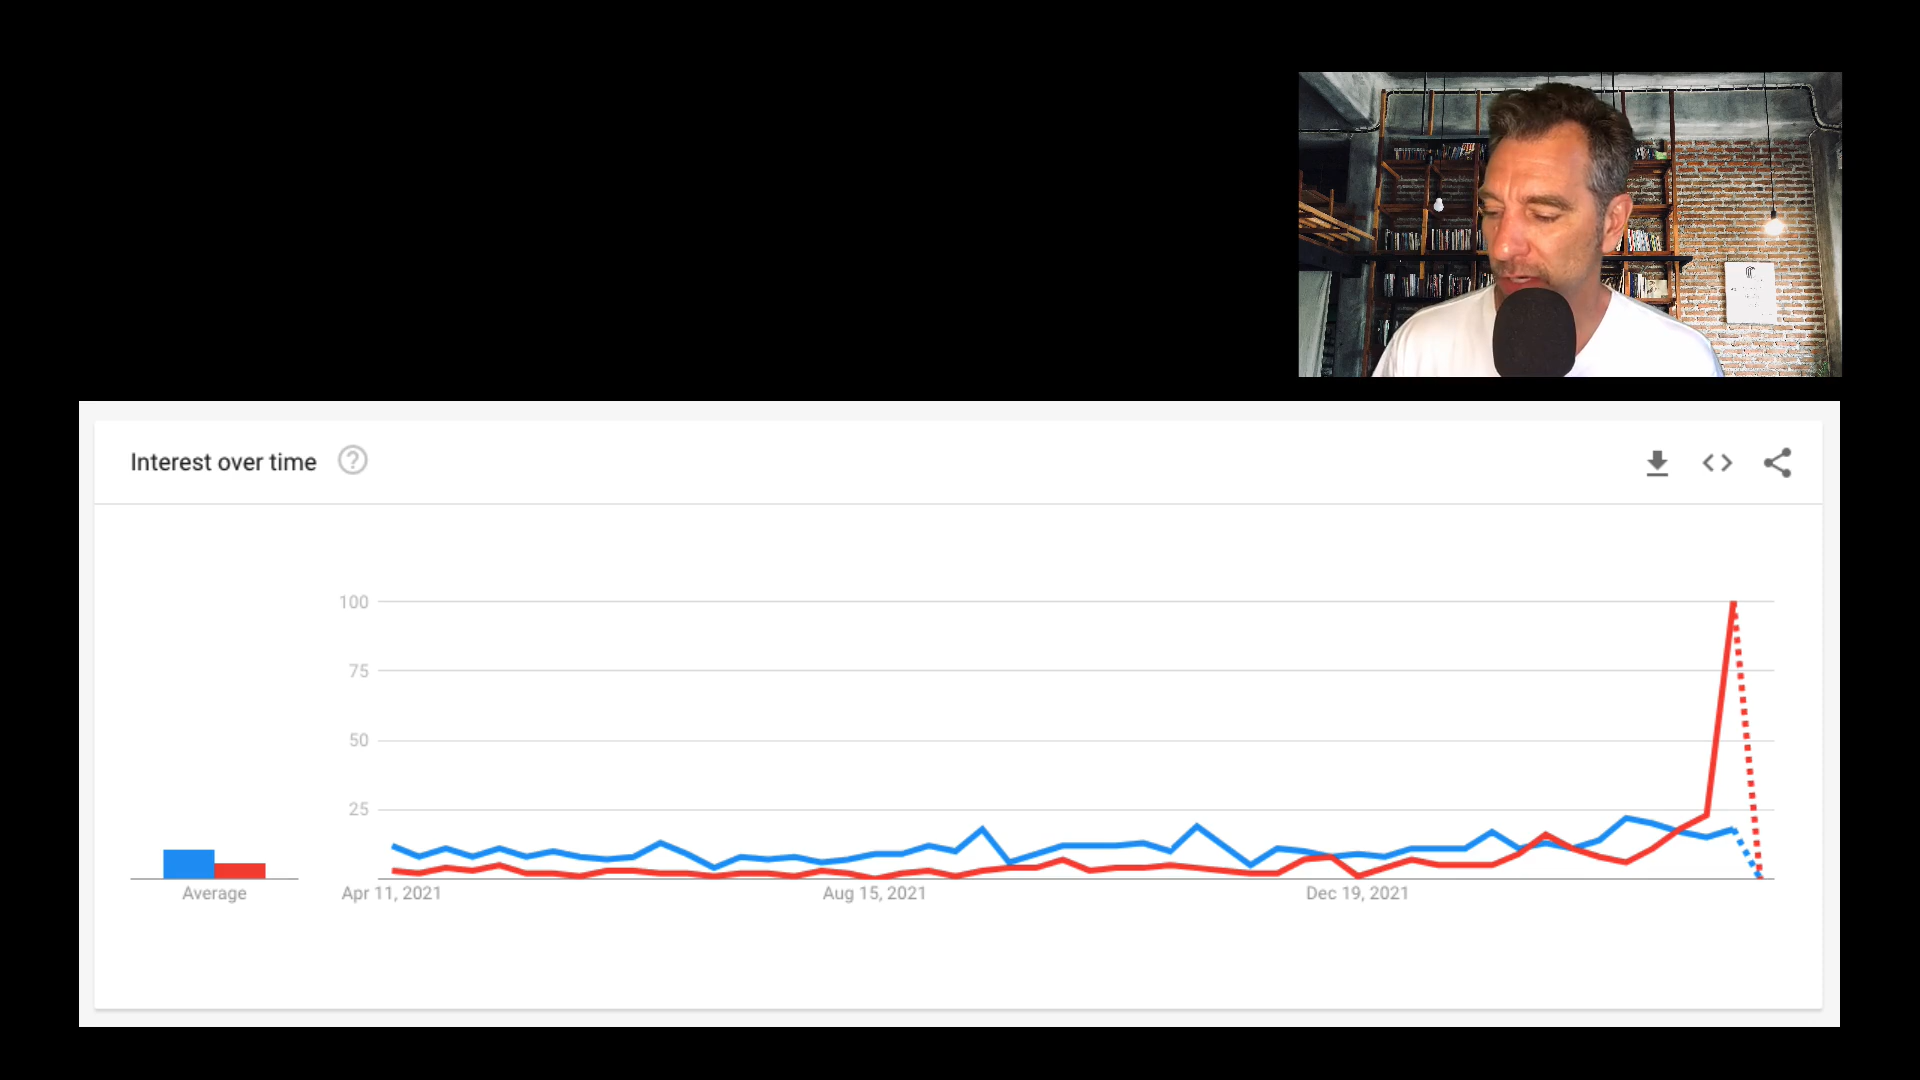 Interest over time
100
75
50
25
Average
Apr 11, 2021
Aug 15, 2021
Dec 19, 2021